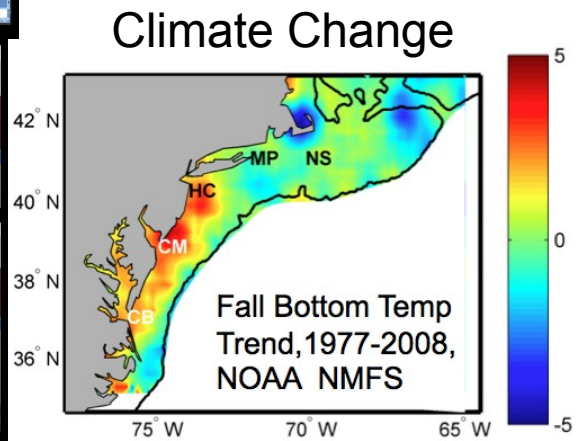 Climate Change
5
42° N
MP NS
HC
40° N
CM
0
38° N
CB
Fall Bottom Temp
Trend,1977-2008,
NOAA NMFS
36° N
-5
75° W 70° W 65° W